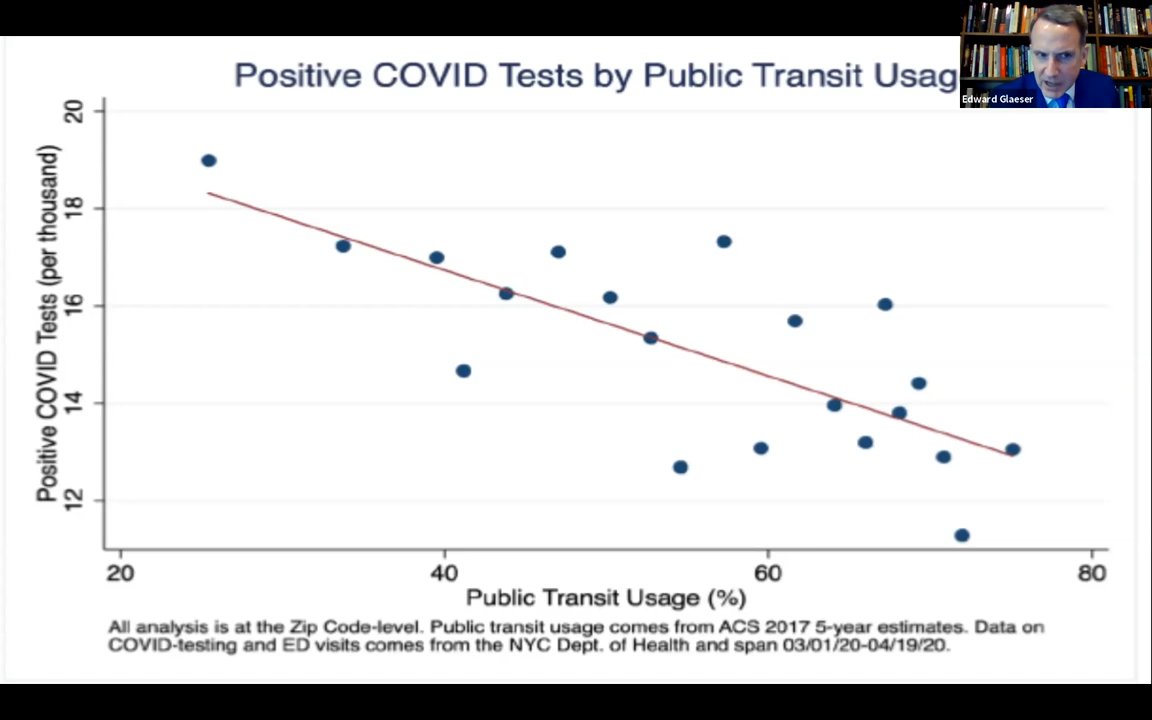 Positive COVID Tests by Public Transit Usag
Edward Glaeser
Positive COVID Tests (per thousand)
20
18
16
14
12
20
40
60
80
Public Transit Usage (%)
All analysis is at the Zip Code-level. Public transit usage comes from ACS 2017 5-year estimates. Data on
COVID-testing and ED visits comes from the NYC Dept. of Health and span 03/01/20-04/19/20.